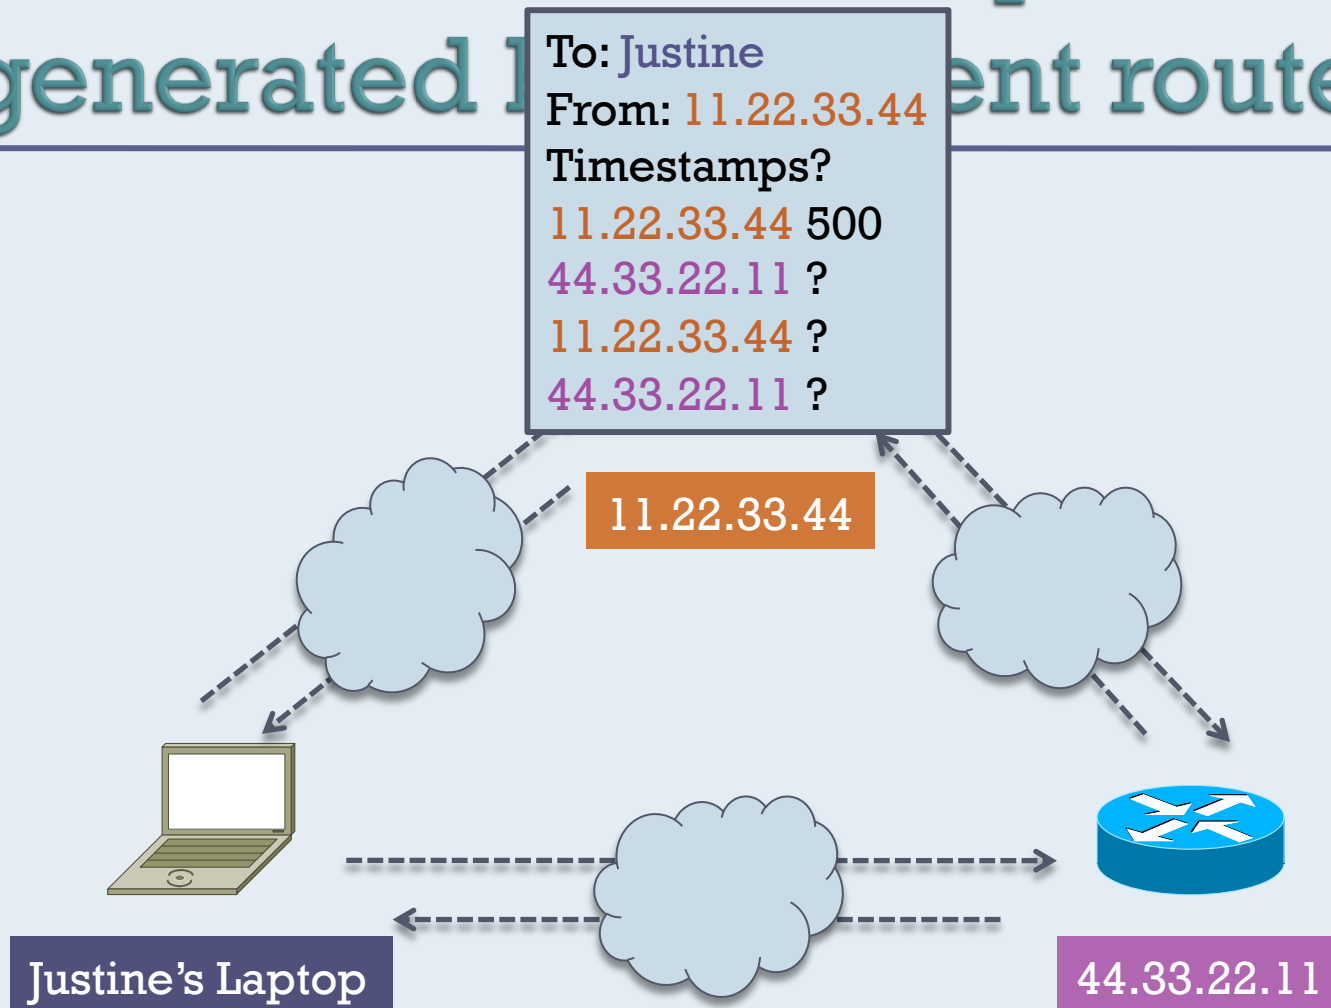 generated
ent route
To: Justine
From: 11.22.33.44
Timestamps?
11.22.33.44 500
44.33.22.11 ?
11.22.33.44 ?
44.33.22.11 ?
11.22.33.44
Justine's Laptop
44.33.22.11